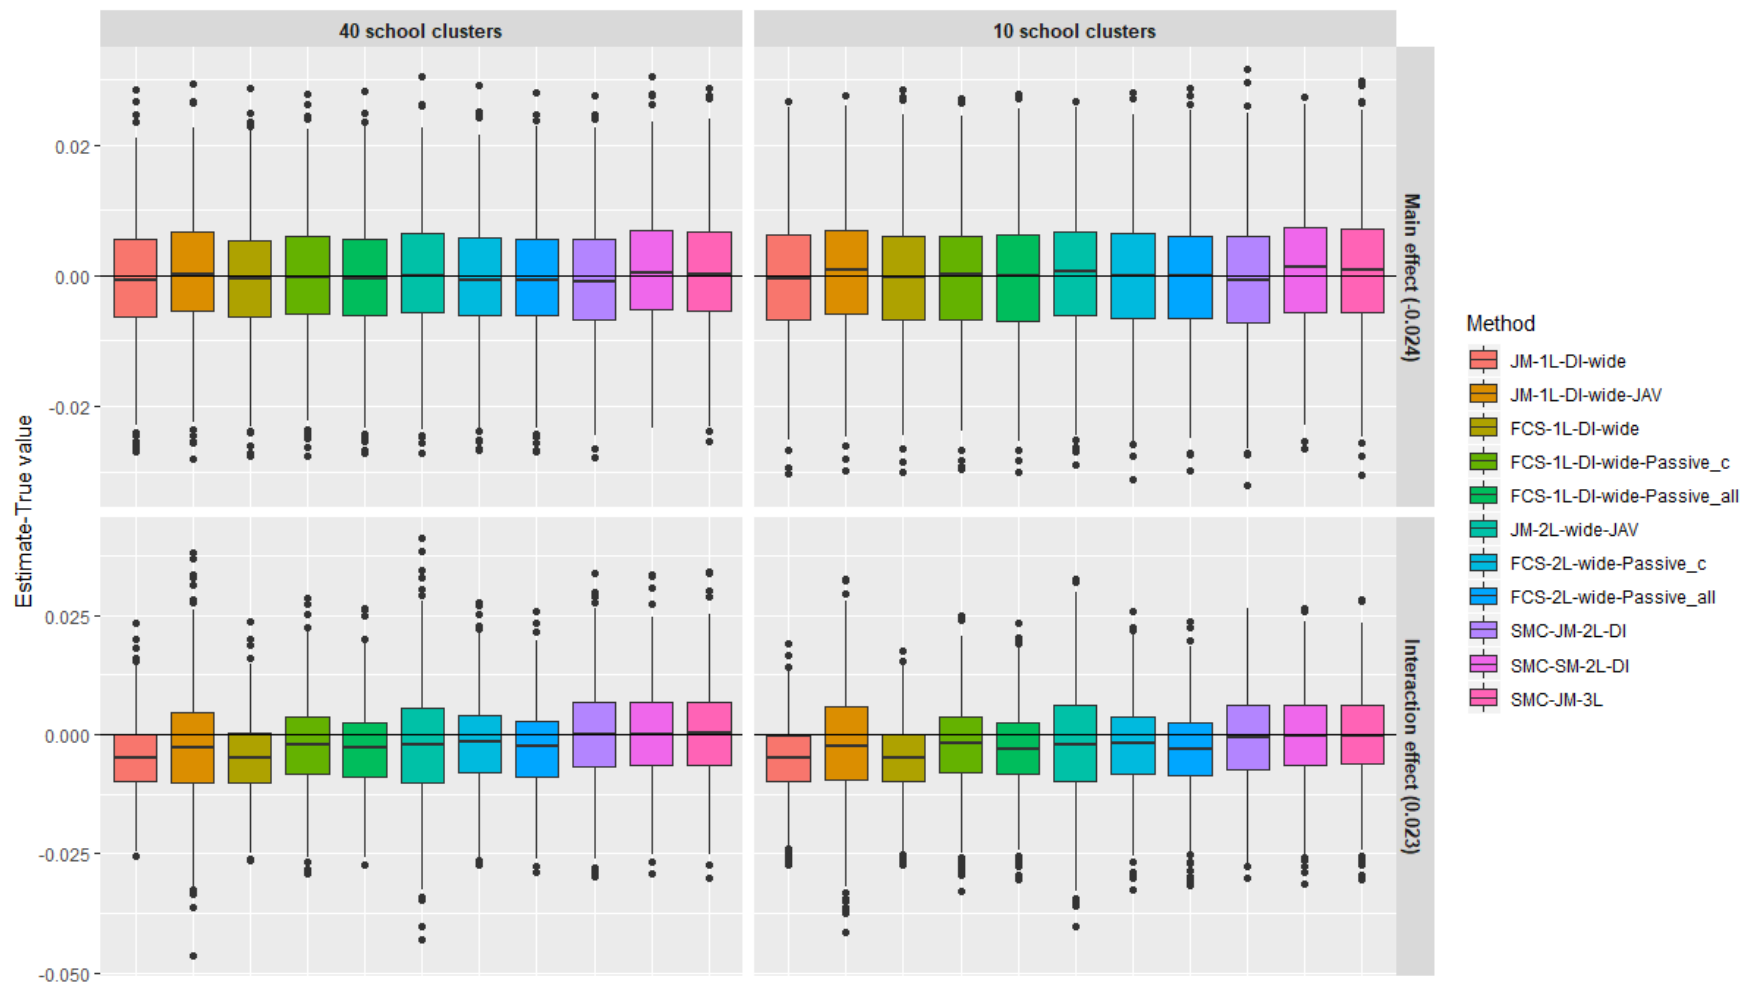 40 school clusters
10 school clusters
Estimate-True value
0.02
0.00
-0.02
Main effect (-0.024)
0.025
0.000
-0.025
-0.050
Interaction effect (0.023)
Method
JM-1L-DI-wide
JM-1L-DI-wide-JAV
FCS-1L-DI-wide
FCS-1L-DI-wide-Passive_c
FCS-1L-DI-wide-Passive_all
JM-2L-wide-JAV
FCS-2L-wide-Passive_c
FCS-2L-wide-Passive_all
SMC-JM-2L-DI
SMC-SM-2L-DI
SMC-JM-3L